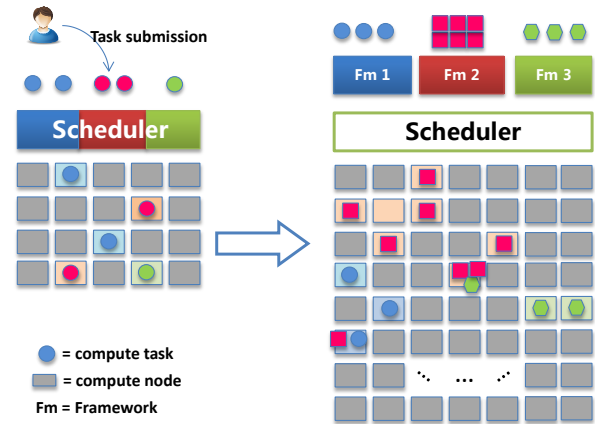 Task submission
Scheduler
Fm 1
Fm 2
Fm 3
Scheduler
... ... ...
= compute task
= compute node
Fm = Framework